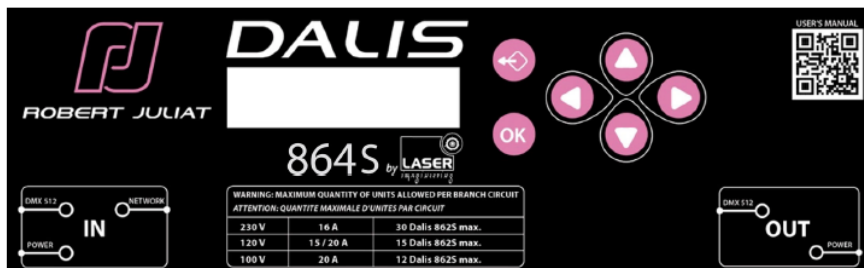 USER'S MANUAL
DALIS
ROBERT JULIAT
OK
864S by LASER
imagineering
DMX 512
NETWORK
IN
POWER
WARNING: MAXIMUM QUANTITY OF UNITS ALLOWED PER BRANCH CIRCUIT
ATTENTION: QUANTITE MAXIMALE D'UNITES PAR CIRCUIT
230 V 16 A 30 Dalis 862S max.
120 V 15 / 20 A 15 Dalis 862S max.
100 V 20 A 12 Dalis 862S max.
DMX 512
OUT
POWER